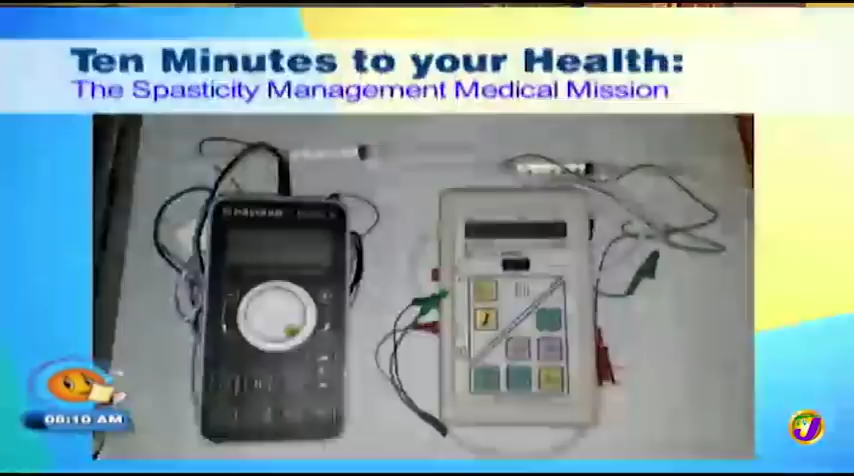 Ten Minutes to your Health:
The Spasticity Management Medical Mission
08:10 AM
J